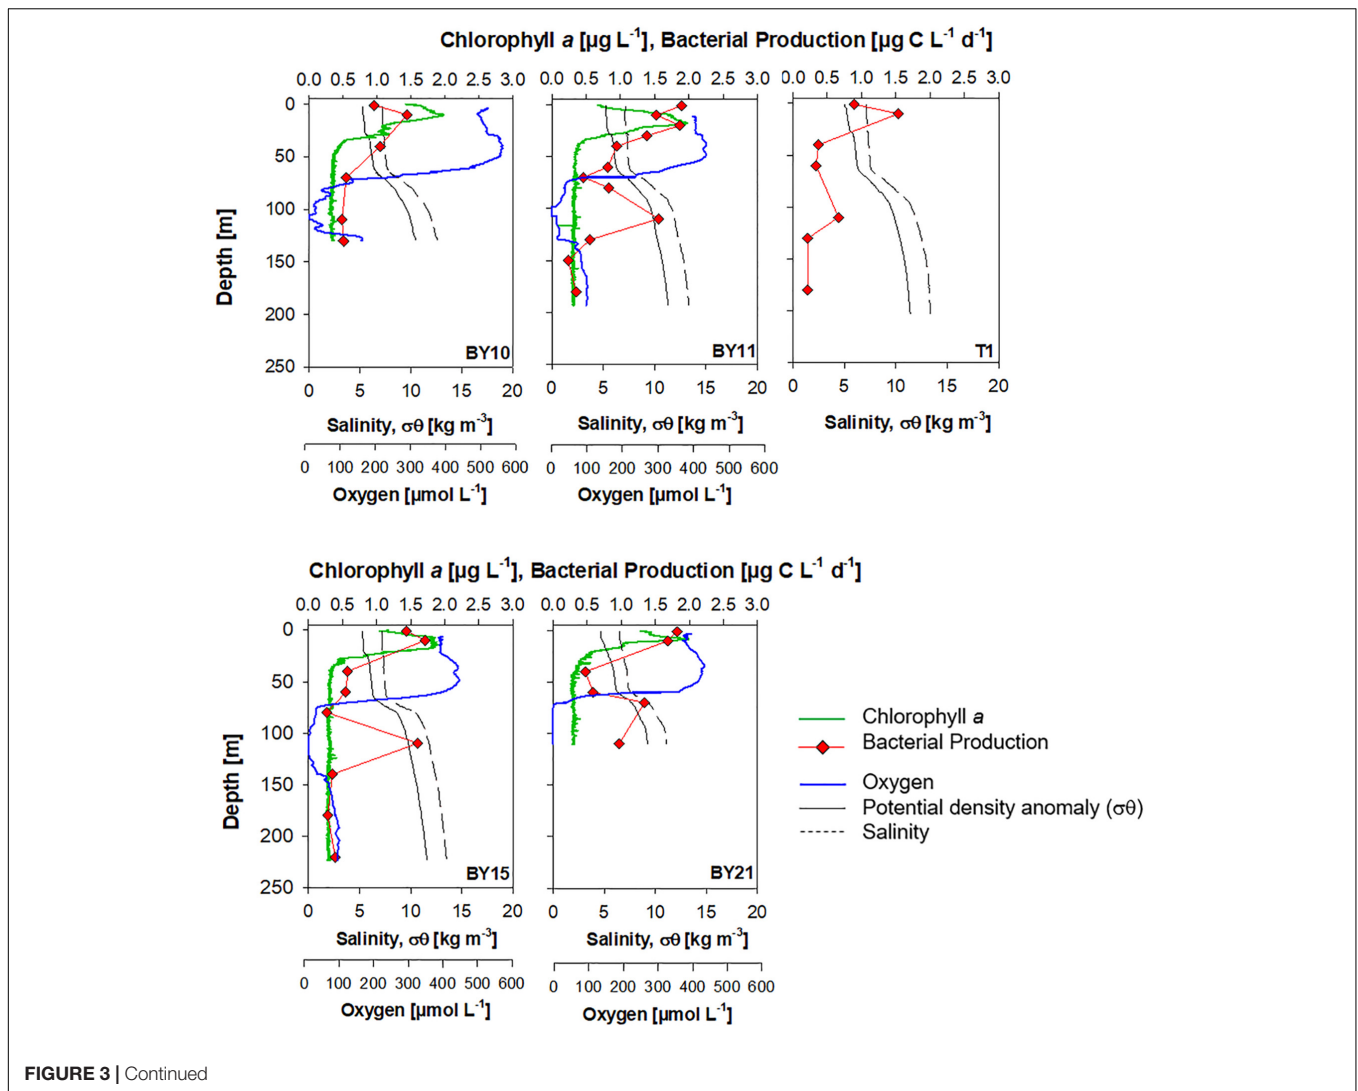 Chlorophyll a [µg L-1], Bacterial Production [µg C L-1 d-1]
0.0 0.5 1.0 1.5 2.0 2.5 3.0
0.0 0.5 1.0 1.5 2.0 2.5 3.0
0.0 0.5 1.0 1.5 2.0 2.5 3.0
Depth [m]
0
50
100
150
200
250
BY10
BY11
T1
0 5 10 15 20
0 5 10 15 20
0 5 10 15 20
Salinity, σθ [kg m-3]
Salinity, σθ [kg m-3]
Salinity, σθ [kg m-3]
0 100 200 300 400 500 600
0 100 200 300 400 500 600
Oxygen [µmol L-1]
Oxygen [µmol L-1]
Chlorophyll a [µg L-1], Bacterial Production [µg C L-1 d-1]
0.0 0.5 1.0 1.5 2.0 2.5 3.0
0.0 0.5 1.0 1.5 2.0 2.5 3.0
Depth [m]
0
50
100
150
200
250
BY15
BY21
0 5 10 15 20
0 5 10 15 20
Salinity, σθ [kg m-3]
Salinity, σθ [kg m-3]
0 100 200 300 400 500 600
0 100 200 300 400 500 600
Oxygen [µmol L-1]
Oxygen [µmol L-1]
Chlorophyll a
Bacterial Production
Oxygen
Potential density anomaly (σθ)
Salinity
FIGURE 3 | Continued